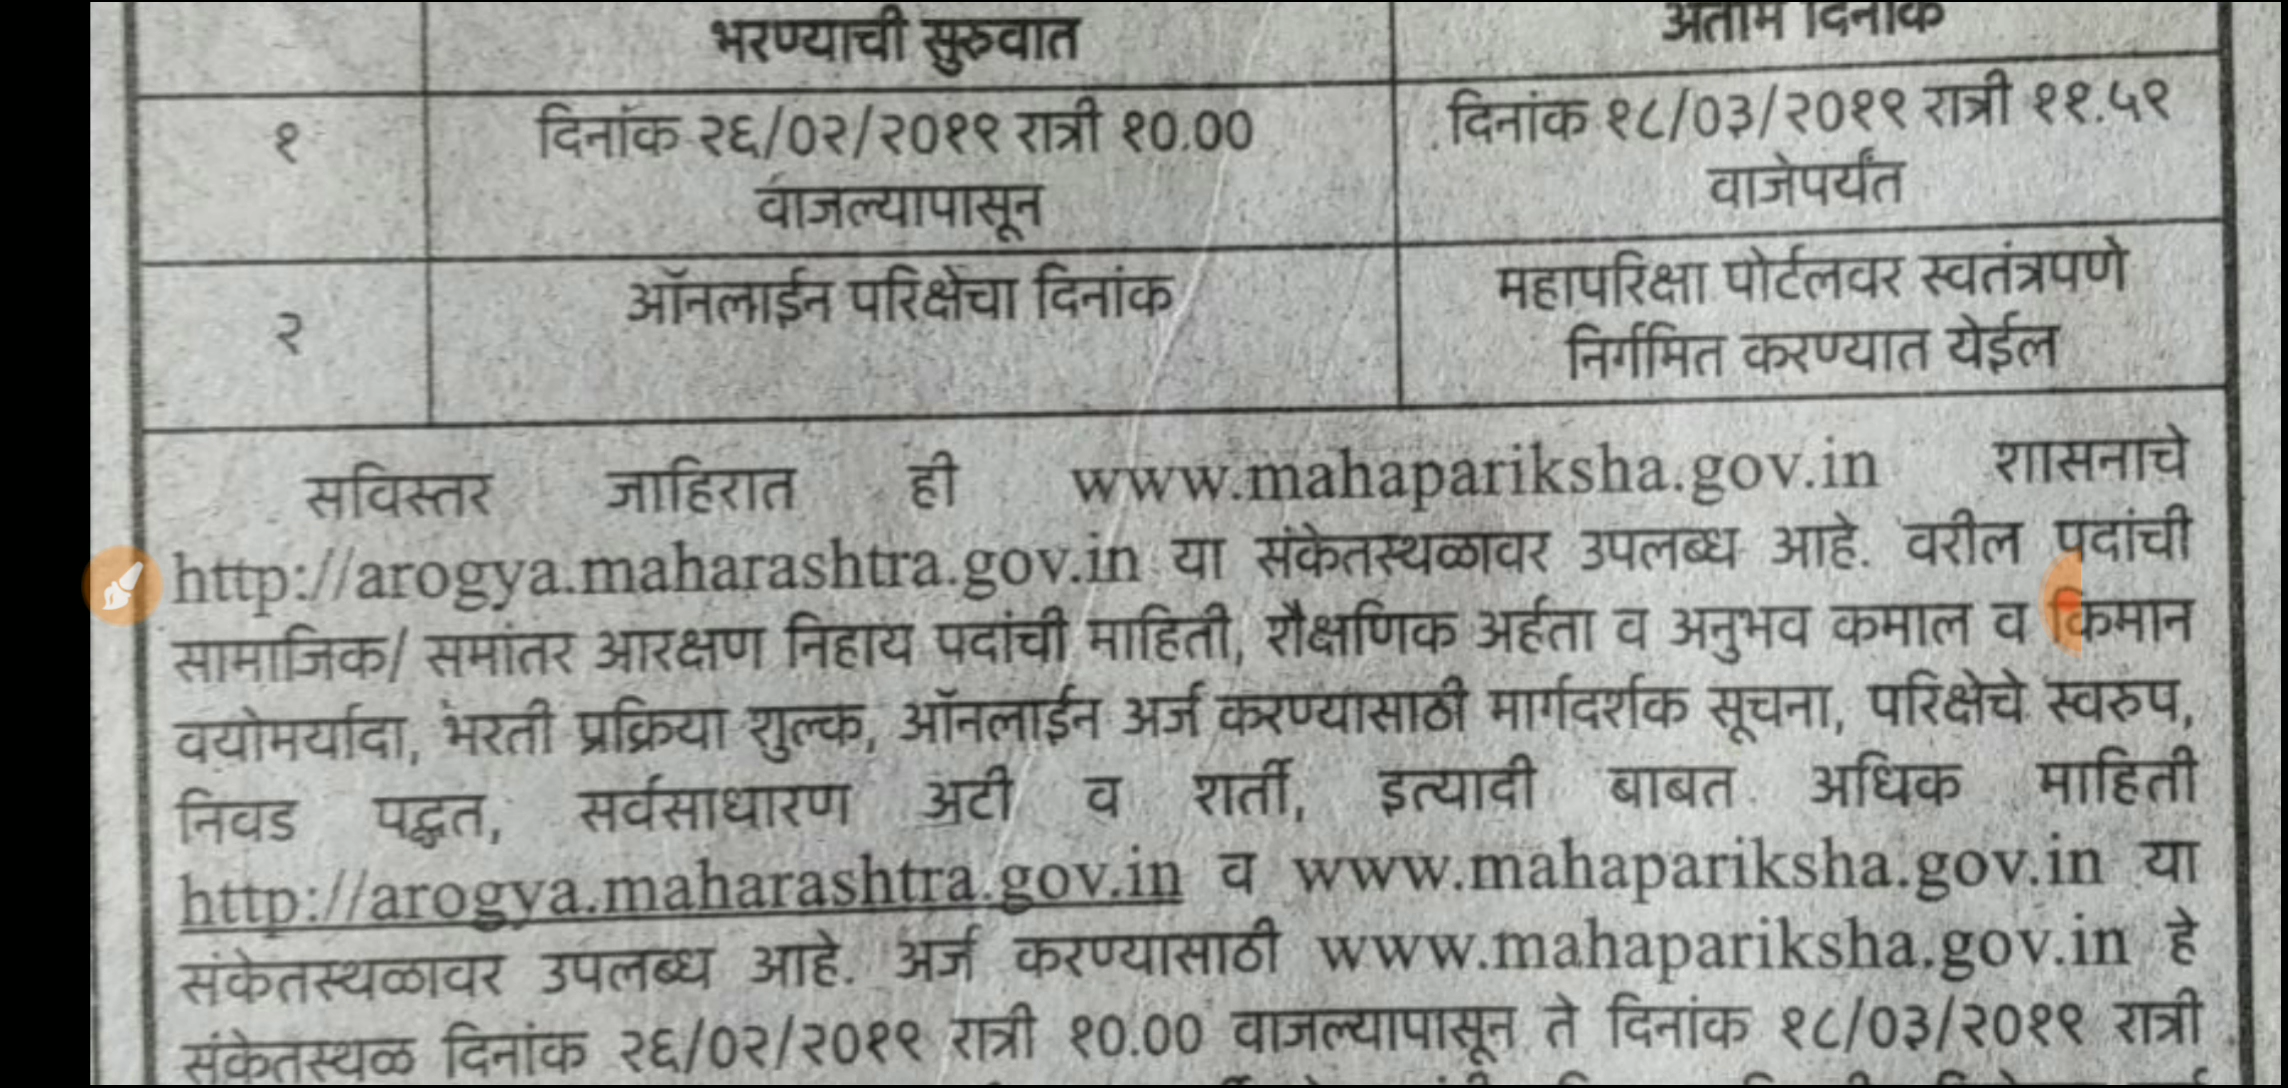 भरण्याची सुरुवात
अंतीम दिनांक
१
दिनांक २६/०२/२०१९ रात्री १०.००
वाजल्यापासून
दिनांक १८/०३/२०१९ रात्री ११.५९
वाजेपर्यंत
२
ऑनलाईन परिक्षेचा दिनांक
महापरिक्षा पोर्टलवर स्वतंत्रपणे
निर्गमित करण्यात येईल
सविस्तर जाहिरात ही www.mahapariksha.gov.in शासनाचे
http://arogya.maharashtra.gov.in या संकेतस्थळावर उपलब्ध आहे. वरील पदांची
सामाजिक/ समांतर आरक्षण निहाय पदांची माहिती, शैक्षणिक अर्हता व अनुभव कमाल व किमान
वयोमर्यादा, भरती प्रक्रिया शुल्क, ऑनलाईन अर्ज करण्यासाठी मार्गदर्शक सूचना, परिक्षेचे स्वरुप,
निवड पद्धत, सर्वसाधारण अटी व शर्ती, इत्यादी बाबत अधिक माहिती
http://arogya.maharashtra.gov.in व www.mahapariksha.gov.in या
संकेतस्थळावर उपलब्ध आहे. अर्ज करण्यासाठी www.mahapariksha.gov.in हे
संकेतस्थळ दिनांक २६/०२/२०१९ रात्री १०.०० वाजल्यापासून ते दिनांक १८/०३/२०१९ रात्री